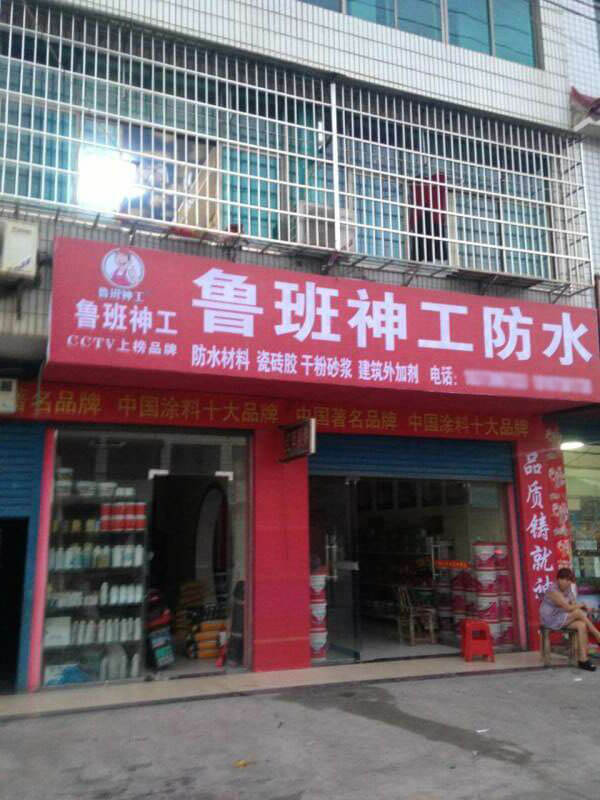 鲁班神工
鲁班神工
CCTV上榜品牌
鲁班神工防水
防水材料 瓷砖胶 干粉砂浆 建筑外加剂 电话:
著名品牌 中国涂料十大品牌 中国著名品牌 中国涂料十大品牌
品质铸就神